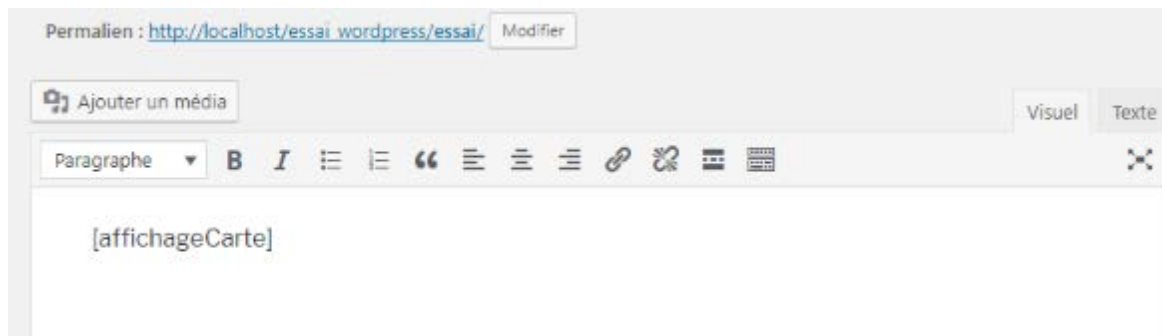 Permalien : http://localhost/essai_wordpress/essai/ Modifier
Ajouter un média
Visuel Texte
Paragraphe B I
[affichageCarte]